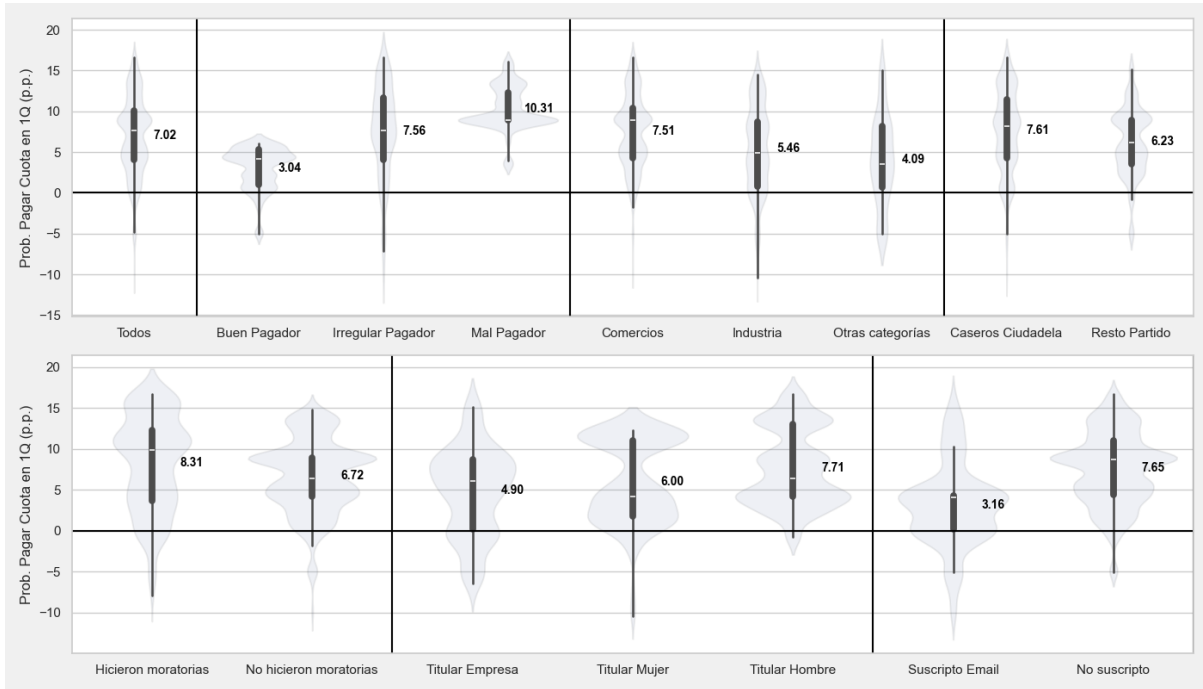 Prob. Pagar Cuota en 1Q (p.p.)
20
15
10
5
0
−5
−10
−15
7.02
3.04
7.56
10.31
7.51
5.46
4.09
7.61
6.23
Todos
Buen Pagador
Irregular Pagador
Mal Pagador
Comercios
Industria
Otras categorías
Caseros Ciudadela
Resto Partido
Prob. Pagar Cuota en 1Q (p.p.)
20
15
10
5
0
−5
−10
8.31
6.72
4.90
6.00
7.71
3.16
7.65
Hicieron moratorias
No hicieron moratorias
Titular Empresa
Titular Mujer
Titular Hombre
Suscripto Email
No suscripto